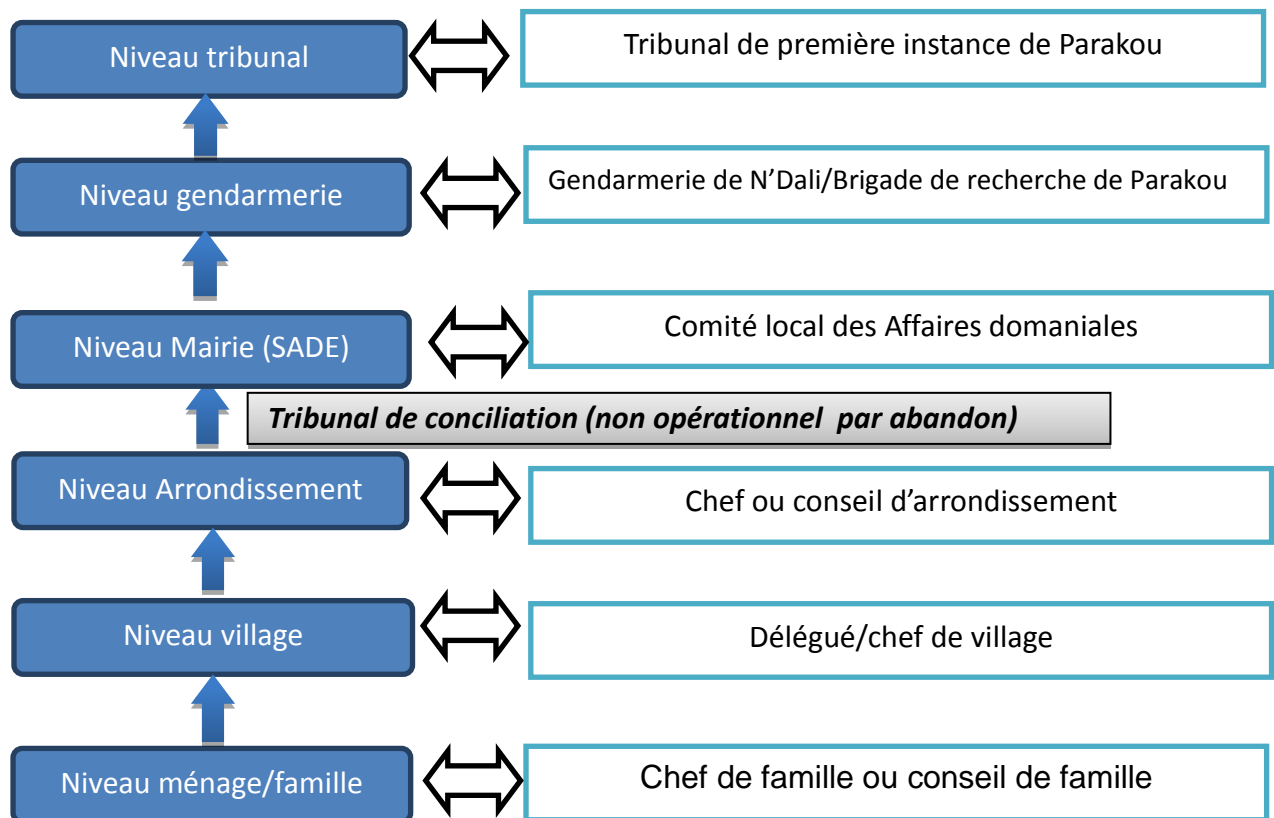 Niveau tribunal
Tribunal de première instance de Parakou
Niveau gendarmerie
Gendarmerie de N’Dali/Brigade de recherche de Parakou
Niveau Mairie (SADE)
Comité local des Affaires domaniales
Tribunal de conciliation (non opérationnel par abandon)
Niveau Arrondissement
Chef ou conseil d’arrondissement
Niveau village
Délégué/chef de village
Niveau ménage/famille
Chef de famille ou conseil de famille